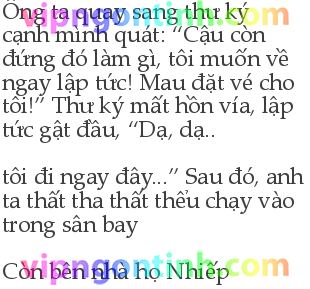 Ông ta quay sang thư ký
cạnh mình quát: “Cậu còn
đứng đó làm gì, tôi muốn về
ngay lập tức! Mau đặt vé cho
tôi!” Thư ký mất hồn vía, lập
tức gật đầu, “Dạ, dạ..
tôi đi ngay đây...” Sau đó, anh
ta thất tha thất thểu chạy vào
trong sân bay
vipngontinh.com
Còn bên nhà họ Nhiếp